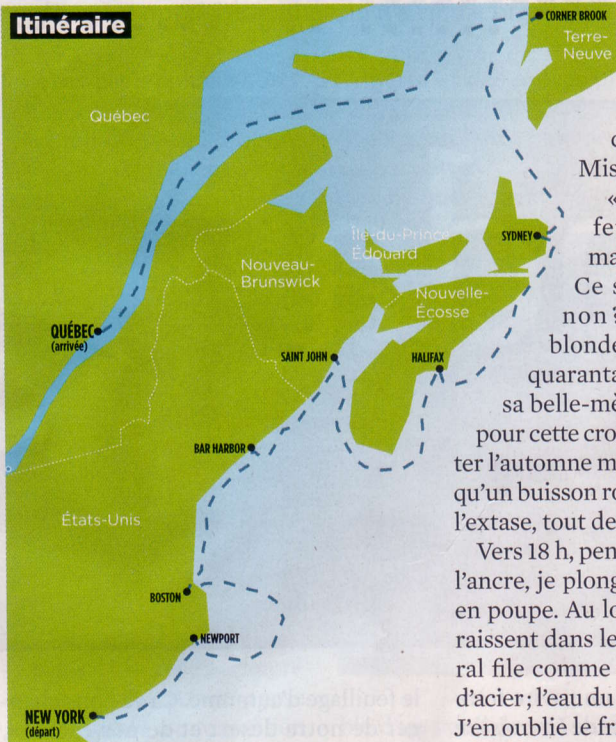 Itinéraire
CORNER BROOK
Terre-
Neuve
Québec
SYDNEY
Île-du-Prince
Édouard
Nouveau-
Brunswick
Nouvelle-
Écosse
QUÉBEC
(arrivée)
SAINT JOHN
HALIFAX
BAR HARBOR
États-Unis
BOSTON
NEWPORT
NEW YORK
(départ)
Mis
«
fe
ma
Ce s
non ?
blonde
quaranta
sa belle-mè
pour cette cro
ter l'automne m
qu'un buisson ro
l'extase, tout de
Vers 18 h, pen
l'ancre, je plong
en poupe. Au lo
raissent dans le
ral file comme
d'acier ; l'eau du
J'en oublie le fr